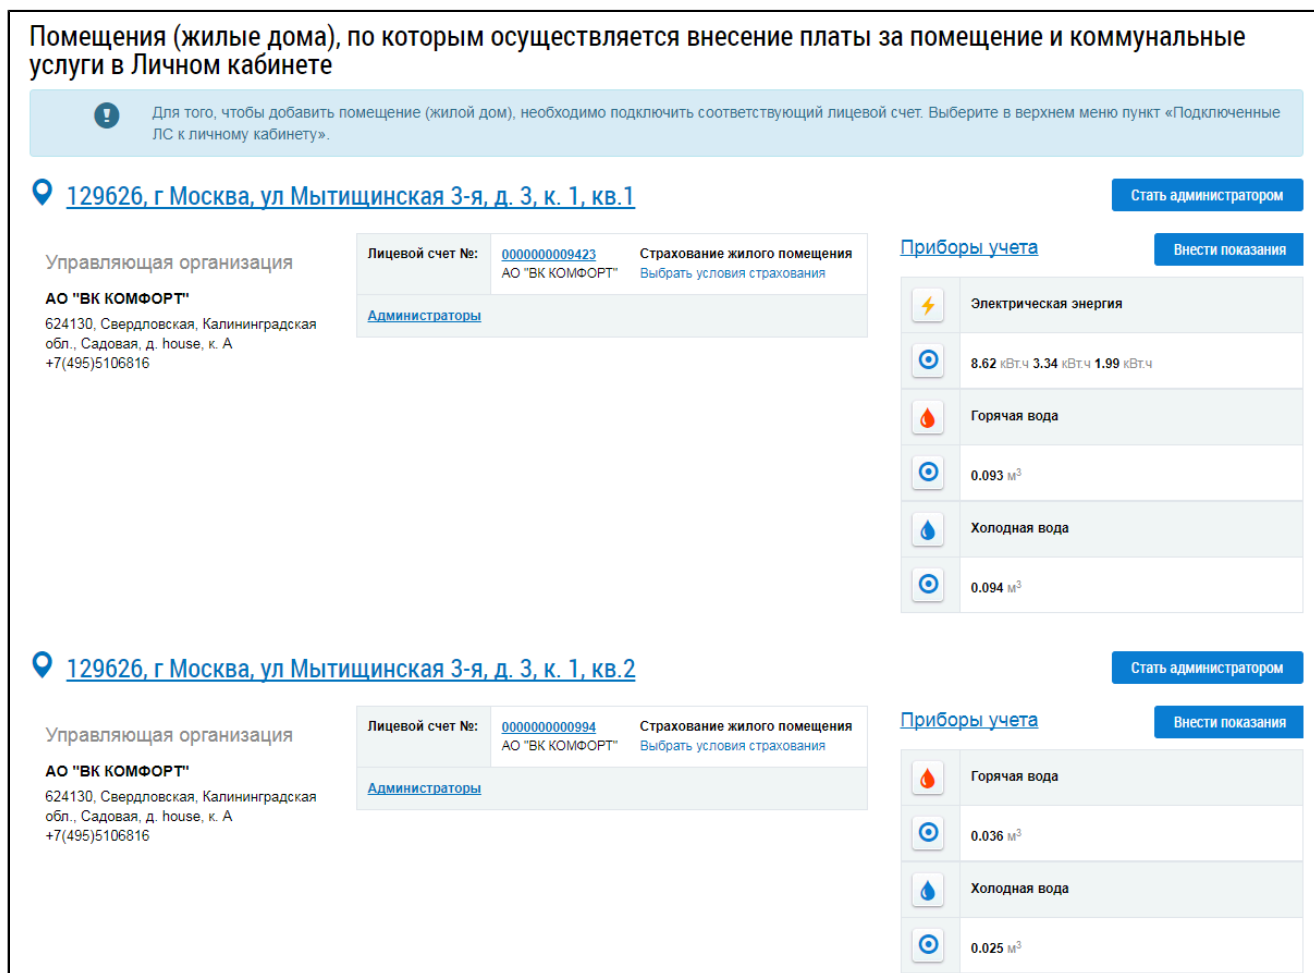 Помещения (жилые дома), по которым осуществляется внесение платы за помещение и коммунальные
услуги в Личном кабинете
Для того, чтобы добавить помещение (жилой дом), необходимо подключить соответствующий лицевой счет. Выберите в верхнем меню пункт «Подключенные
ЛС к личному кабинету».
129626, г Москва, ул Мытищинская 3-я, д. 3, к. 1, кв.1
Стать администратором
Управляющая организация
АО "ВК КОМФОРТ"
624130, Свердловская, Калининградская
обл., Садовая, д. house, к. А
+7(495)5106816
Лицевой счет №:
0000000009423
АО "ВК КОМФОРТ"
Страхование жилого помещения
Выбрать условия страхования
Администраторы
Приборы учета
Внести показания
Электрическая энергия
8.62 кВт.ч 3.34 кВт.ч 1.99 кВт.ч
Горячая вода
0.093 м³
Холодная вода
0.094 м³
129626, г Москва, ул Мытищинская 3-я, д. 3, к. 1, кв.2
Стать администратором
Управляющая организация
АО "ВК КОМФОРТ"
624130, Свердловская, Калининградская
обл., Садовая, д. house, к. А
+7(495)5106816
Лицевой счет №:
0000000000994
АО "ВК КОМФОРТ"
Страхование жилого помещения
Выбрать условия страхования
Администраторы
Приборы учета
Внести показания
Горячая вода
0.036 м³
Холодная вода
0.025 м³